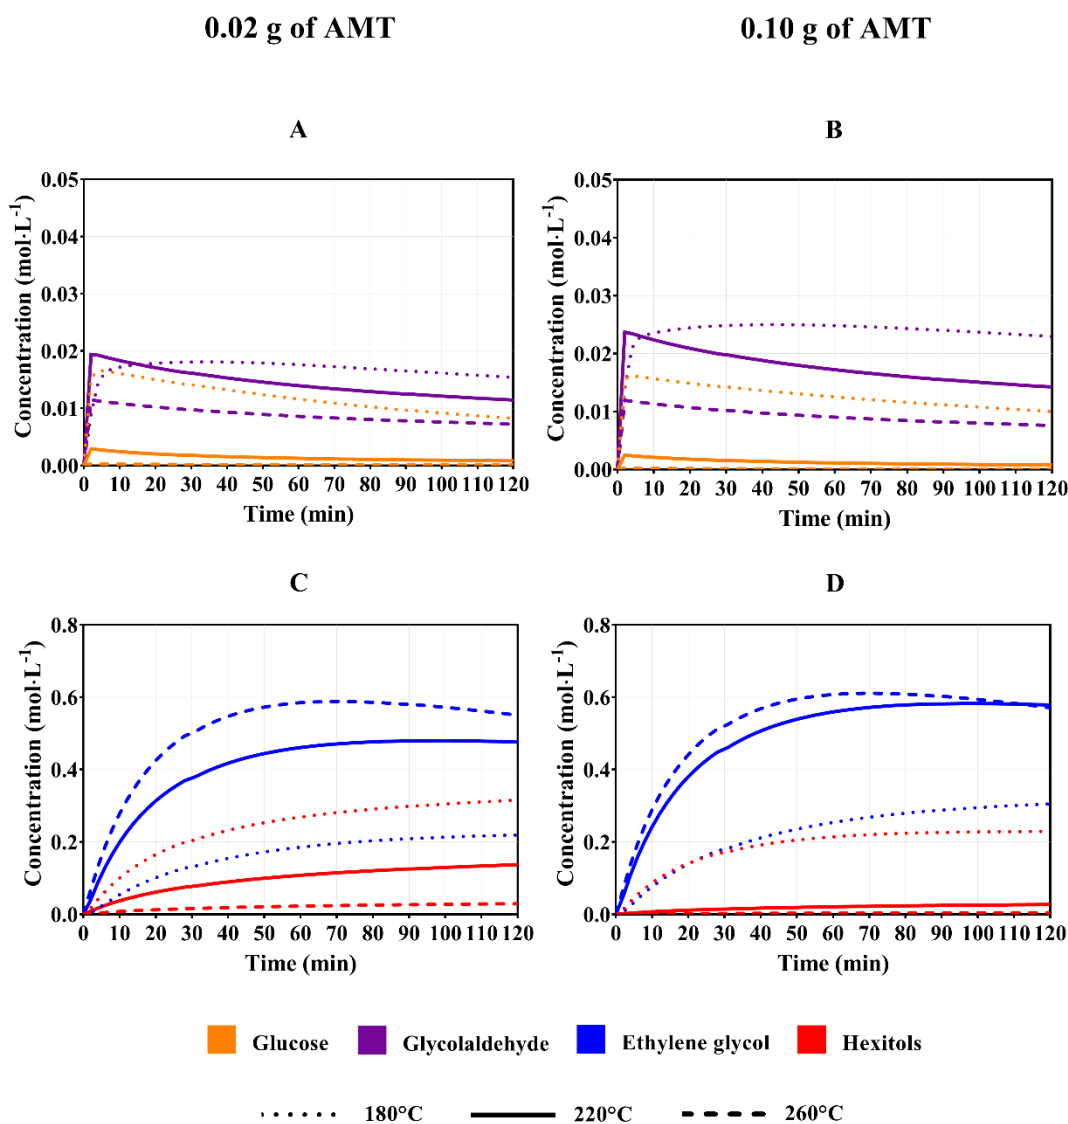 0.02 g of AMT
0.10 g of AMT
A
B
Concentration (mol·L⁻¹)
0.05
0.04
0.03
0.02
0.01
0.00
0 10 20 30 40 50 60 70 80 90 100 110 120
Time (min)
Concentration (mol·L⁻¹)
0.05
0.04
0.03
0.02
0.01
0.00
0 10 20 30 40 50 60 70 80 90 100 110 120
Time (min)
C
D
Concentration (mol·L⁻¹)
0.8
0.6
0.4
0.2
0.0
0 10 20 30 40 50 60 70 80 90 100 110 120
Time (min)
Concentration (mol·L⁻¹)
0.8
0.6
0.4
0.2
0.0
0 10 20 30 40 50 60 70 80 90 100 110 120
Time (min)
Glucose Glycolaldehyde Ethylene glycol Hexitols
180°C 220°C 260°C